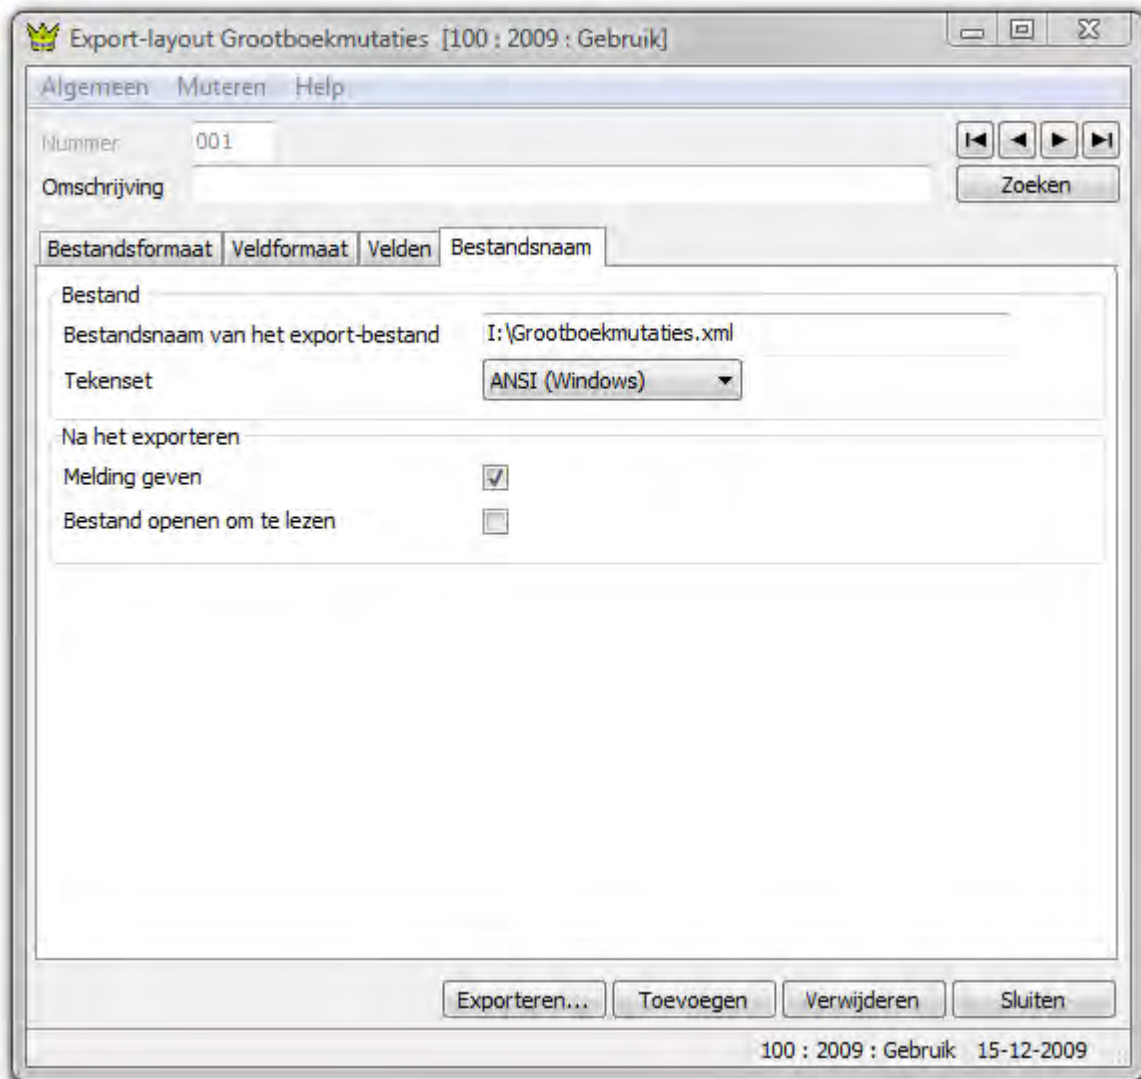 Export-layout Grootboekmutaties [100 : 2009 : Gebruik]
Algemeen Muteren Help
Nummer 001
Omschrijving Zoeken
Bestandsformaat Veldformaat Velden Bestandsnaam
Bestand
Bestandsnaam van het export-bestand I:\Grootboekmutaties.xml
Tekenset ANSI (Windows)
Na het exporteren
Melding geven
Bestand openen om te lezen
Exporteren... Toevoegen Verwijderen Sluiten
100 : 2009 : Gebruik 15-12-2009